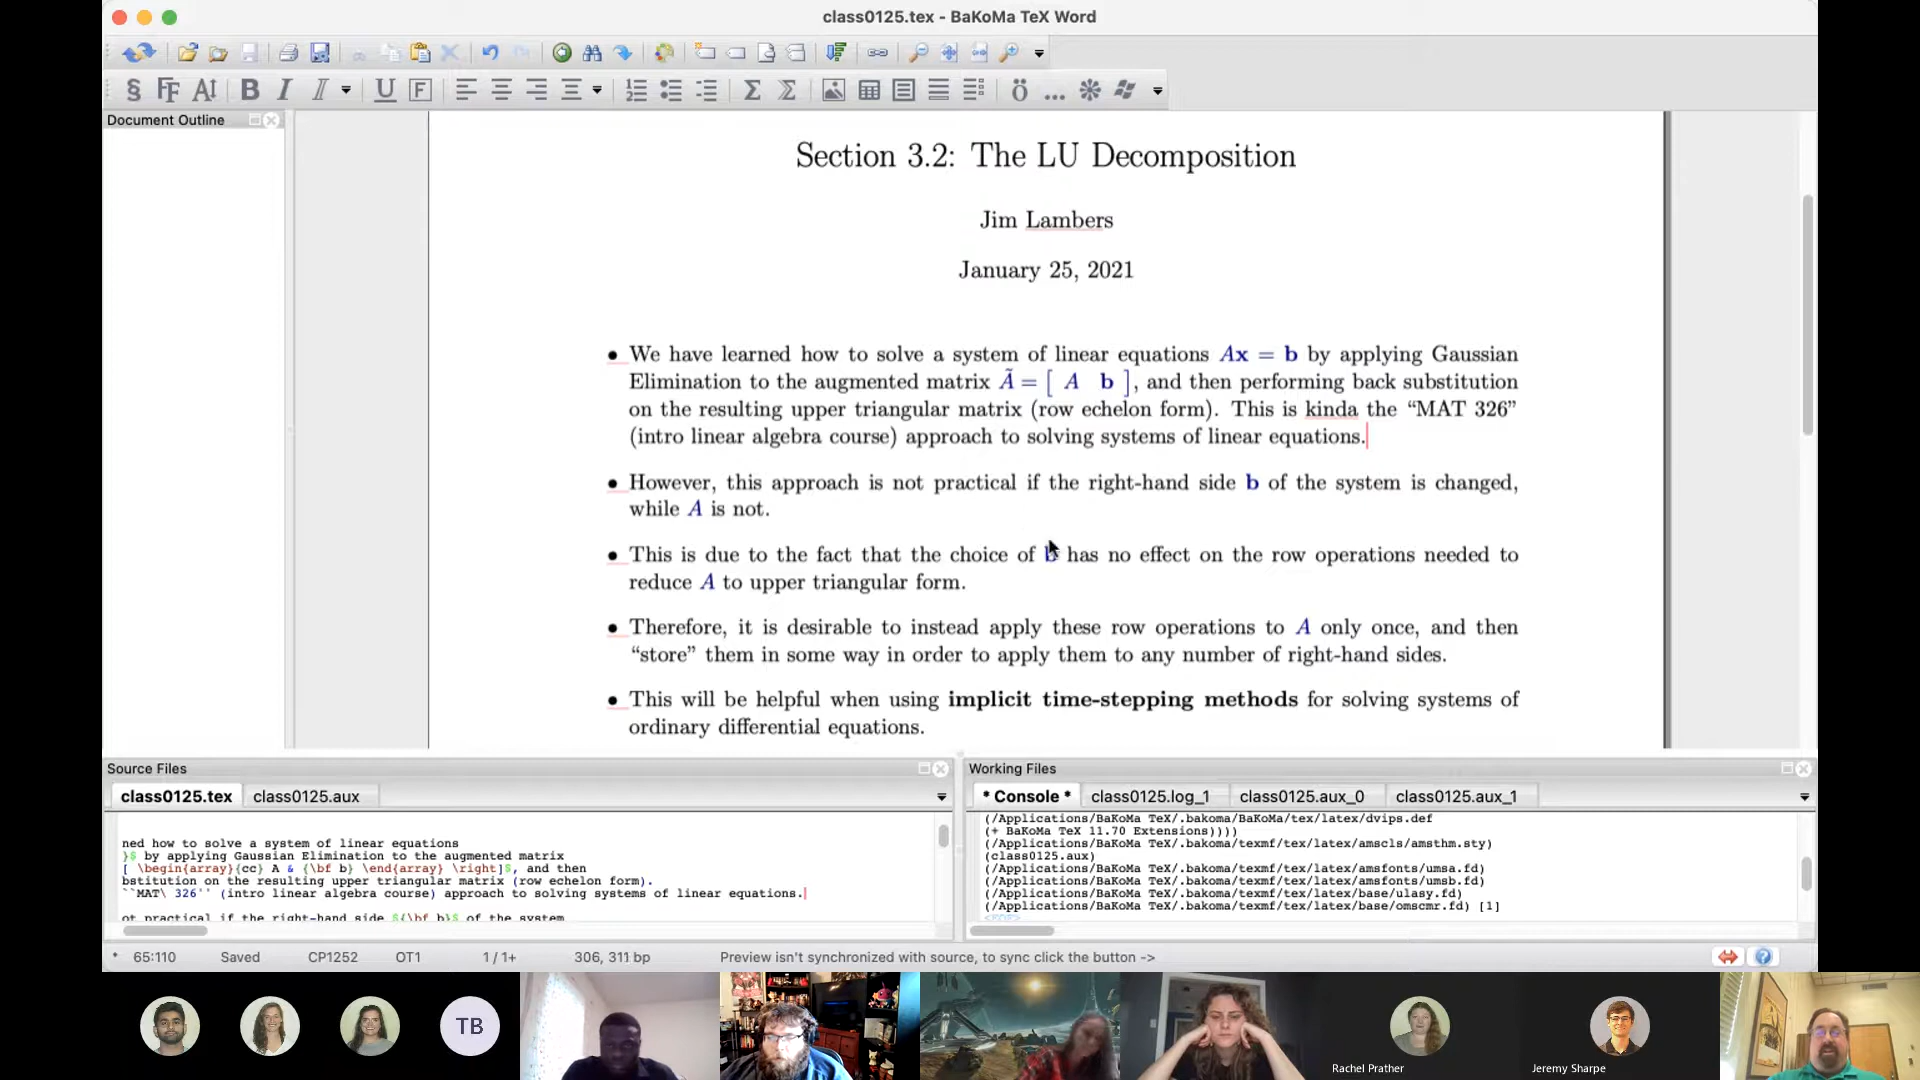 class0125.tex - BaKoMa TeX Word
Document Outline
Section 3.2: The LU Decomposition
Jim Lambers
January 25, 2021
• We have learned how to solve a system of linear equations Ax = b by applying Gaussian
Elimination to the augmented matrix Ã = [ A b ], and then performing back substitution
on the resulting upper triangular matrix (row echelon form). This is kinda the “MAT 326”
(intro linear algebra course) approach to solving systems of linear equations.
• However, this approach is not practical if the right-hand side b of the system is changed,
while A is not.
• This is due to the fact that the choice of b has no effect on the row operations needed to
reduce A to upper triangular form.
• Therefore, it is desirable to instead apply these row operations to A only once, and then
“store” them in some way in order to apply them to any number of right-hand sides.
• This will be helpful when using implicit time-stepping methods for solving systems of
ordinary differential equations.
Source Files
class0125.tex class0125.aux
ned how to solve a system of linear equations
}$ by applying Gaussian Elimination to the augmented matrix
[ \begin{array}{cc} A & {\bf b} \end{array} \right]$, and then
bstitution on the resulting upper triangular matrix (row echelon form).
``MAT\ 326'' (intro linear algebra course) approach to solving systems of linear equations.
ot practical if the right-hand side ${\bf b}$ of the system
Working Files
* Console * class0125.log_1 class0125.aux_0 class0125.aux_1
(/Applications/BaKoMa TeX/.bakoma/BaKoMa/tex/latex/dvips.def
(+ BaKoMa TeX 11.70 Extensions))))
(/Applications/BaKoMa TeX/.bakoma/texmf/tex/latex/amscls/amsthm.sty)
(class0125.aux)
(/Applications/BaKoMa TeX/.bakoma/texmf/tex/latex/amsfonts/umsa.fd)
(/Applications/BaKoMa TeX/.bakoma/texmf/tex/latex/amsfonts/umsb.fd)
(/Applications/BaKoMa TeX/.bakoma/texmf/tex/latex/base/ulasy.fd)
(/Applications/BaKoMa TeX/.bakoma/texmf/tex/latex/base/omscmr.fd) [1]
* 65:110 Saved CP1252 OT1 1 / 1+ 306, 311 bp Preview isn't synchronized with source, to sync click the button ->
TB
Rachel Prather
Jeremy Sharpe